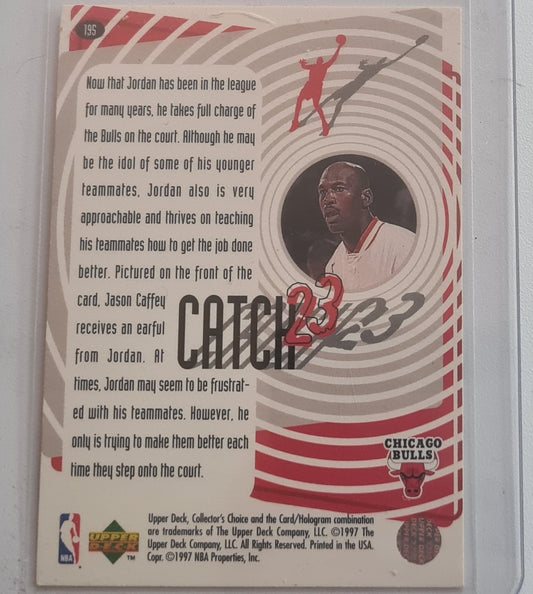 195
Now that Jordan has been in the league
for many years, he takes full charge of
the Bulls on the court. Although he may
be the idol of some of his younger
teammates, Jordan also is very
approachable and thrives on teaching
his teammates how to get the job done
better. Pictured on the front of the
card, Jason Caffey
receives an earful
from Jordan. At
times, Jordan may seem to be frustrat-
ed with his teammates. However, he
only is trying to make them better each
time they step onto the court.
CATCH
23
23
CHICAGO
BULLS
NBA
UPPER
DECK
TM
Upper Deck, Collector's Choice and the Card/Hologram combination
are trademarks of The Upper Deck Company, LLC. ©1997 The
Upper Deck Company, LLC. All Rights Reserved. Printed in the USA.
Copr. ©1997 NBA Properties, Inc.